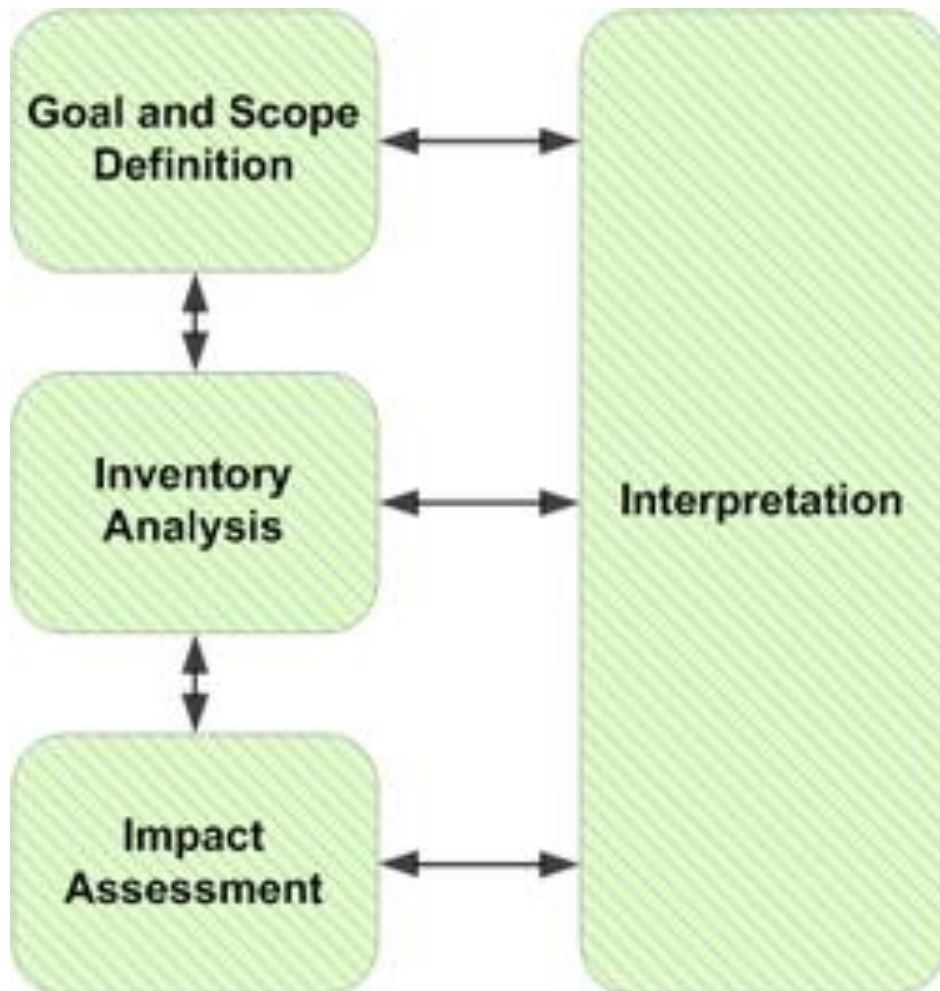 Goal and Scope
Definition
Inventory
Analysis
Interpretation
Impact
Assessment